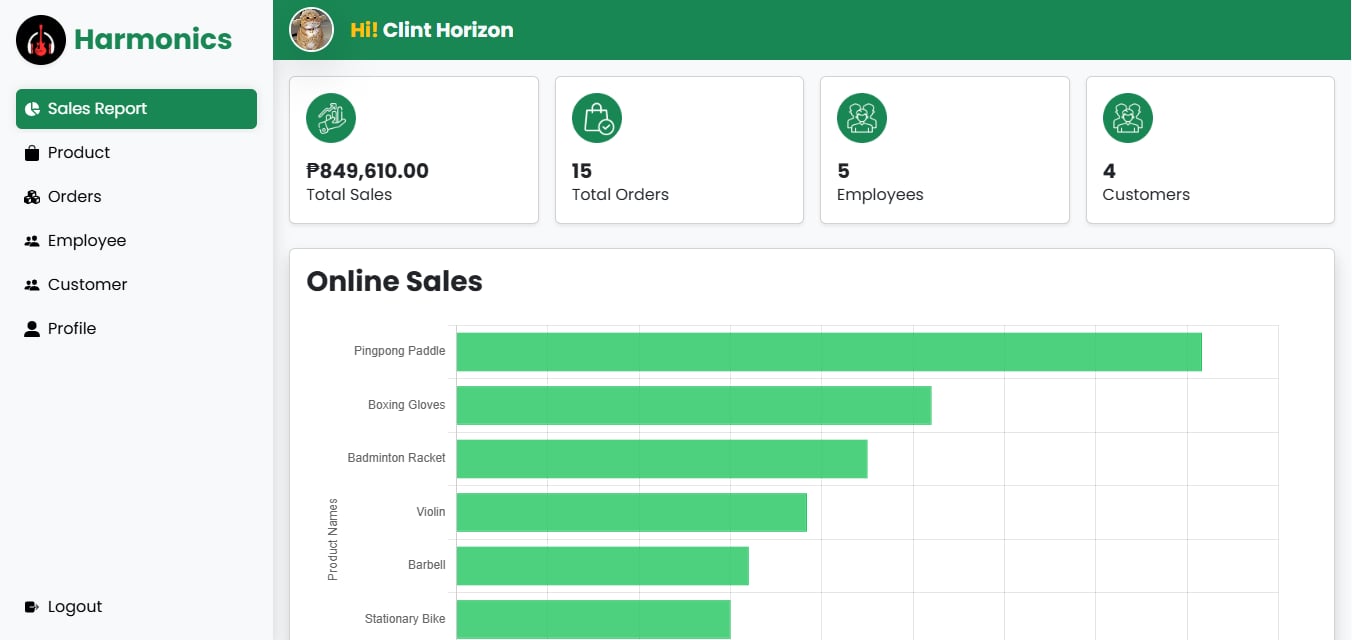 Harmonics
Hi! Clint Horizon
Sales Report
Product
Orders
Employee
Customer
Profile
Logout
₱849,610.00
Total Sales
15
Total Orders
5
Employees
4
Customers
Online Sales
Product Names
Pingpong Paddle
Boxing Gloves
Badminton Racket
Violin
Barbell
Stationary Bike